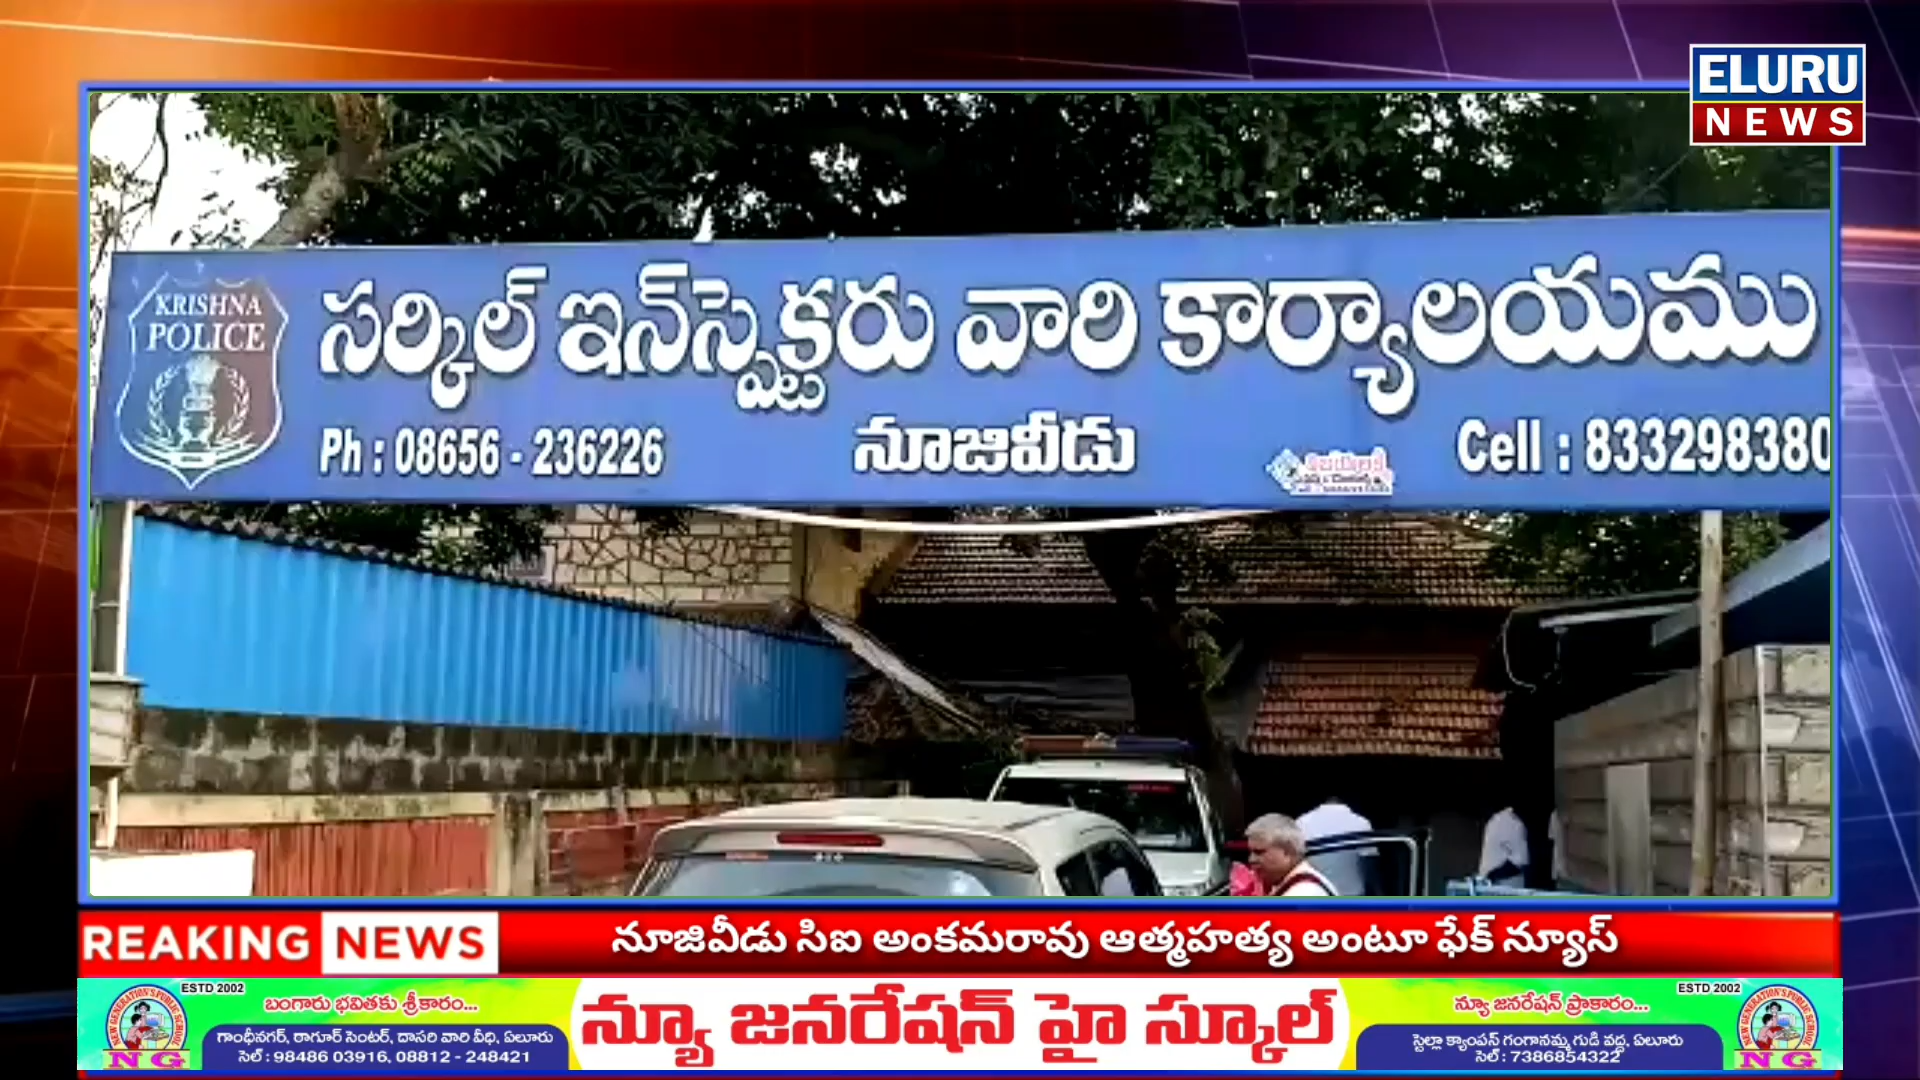 ELURU
NEWS
KRISHNA
POLICE
సర్కిల్ ఇన్‌స్పెక్టరు వారి కార్యాలయము
Ph : 08656 - 236226
నూజివీడు
Cell : 833298380
REAKING NEWS
నూజివీడు సిఐ అంకమరావు ఆత్మహత్య అంటూ ఫేక్ న్యూస్
ESTD 2002
బంగారు భవితకు శ్రీకారం...
గాంధీనగర్, ఠాగూర్ సెంటర్, దాసరి వారి వీధి, ఏలూరు
సెల్ : 98486 03916, 08812 - 248421
NG
న్యూ జనరేషన్ హై స్కూల్
ESTD 2002
న్యూ జనరేషన్ ప్రాకారం...
స్టెల్లా క్యాంపస్ గంగానమ్మ గుడి వద్ద, ఏలూరు
సెల్ : 7386854322
NG